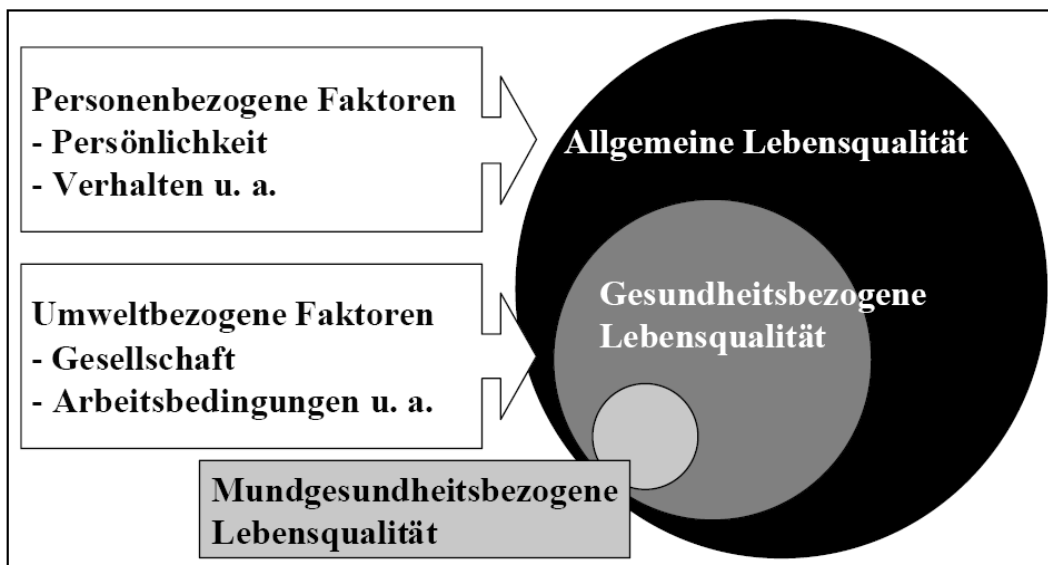 Personenbezogene Faktoren
- Persönlichkeit
- Verhalten u. a.
Allgemeine Lebensqualität
Umweltbezogene Faktoren
- Gesellschaft
- Arbeitsbedingungen u. a.
Gesundheitsbezogene
Lebensqualität
Mundgesundheitsbezogene
Lebensqualität